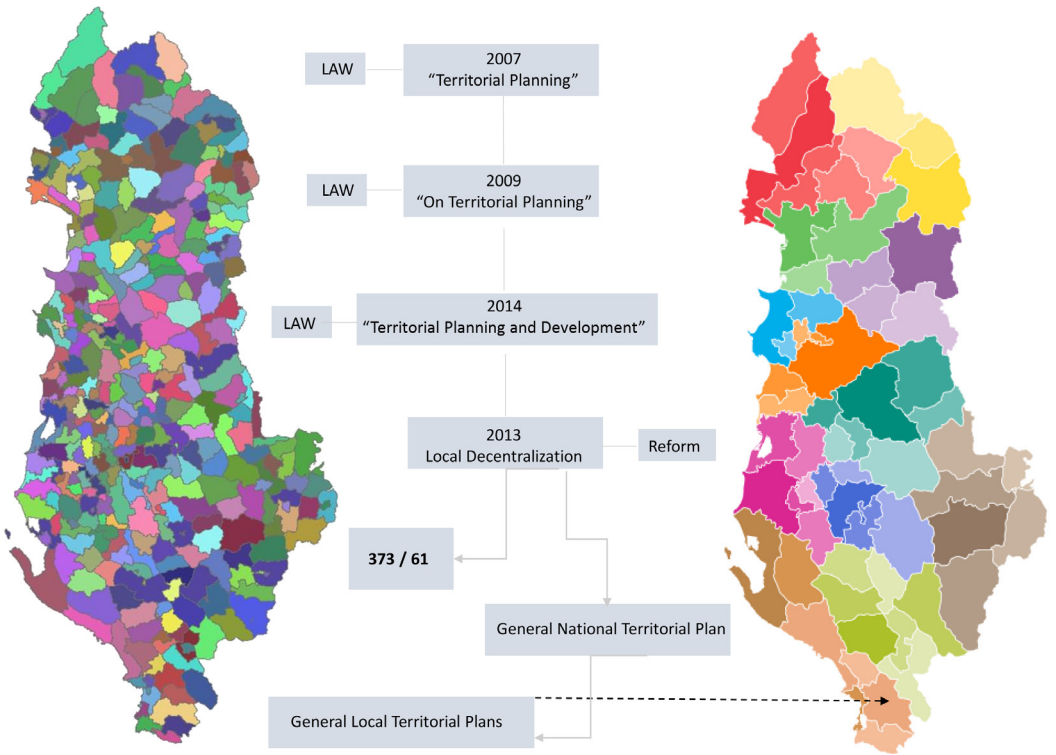 LAW
2007
“Territorial Planning”
LAW
2009
“On Territorial Planning”
LAW
2014
“Territorial Planning and Development”
2013
Local Decentralization
Reform
373 / 61
General National Territorial Plan
General Local Territorial Plans